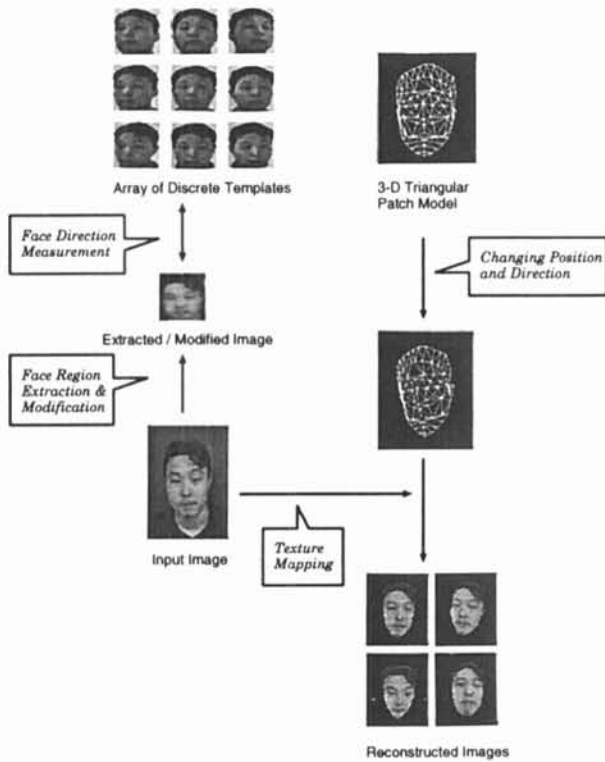 Array of Discrete Templates
3-D Triangular
Patch Model
Face Direction
Measurement
Changing Position
and Direction
Extracted / Modified Image
Face Region
Extraction &
Modification
Input Image
Texture
Mapping
Reconstructed Images